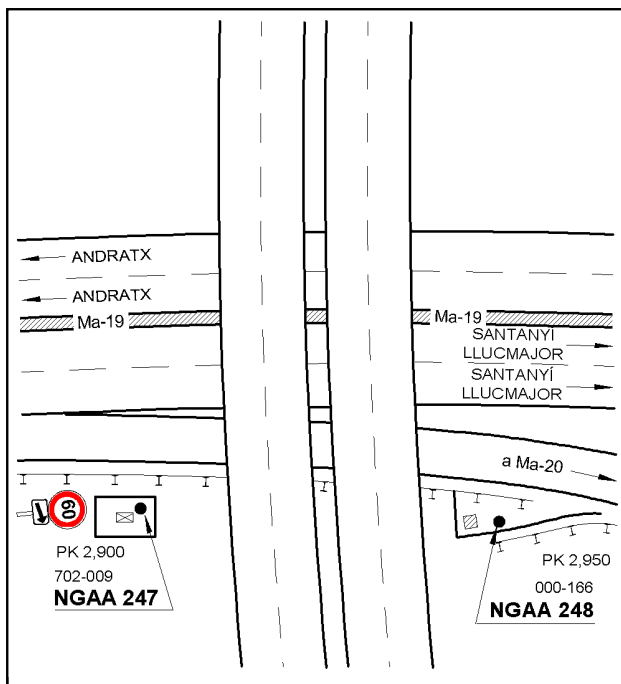 ANDRATX
ANDRATX
Ma-19
Ma-19
SANTANYÍ
LLUCMAJOR
SANTANYÍ
LLUCMAJOR
a Ma-20
60
PK 2,900
702-009
NGAA 247
PK 2,950
000-166
NGAA 248